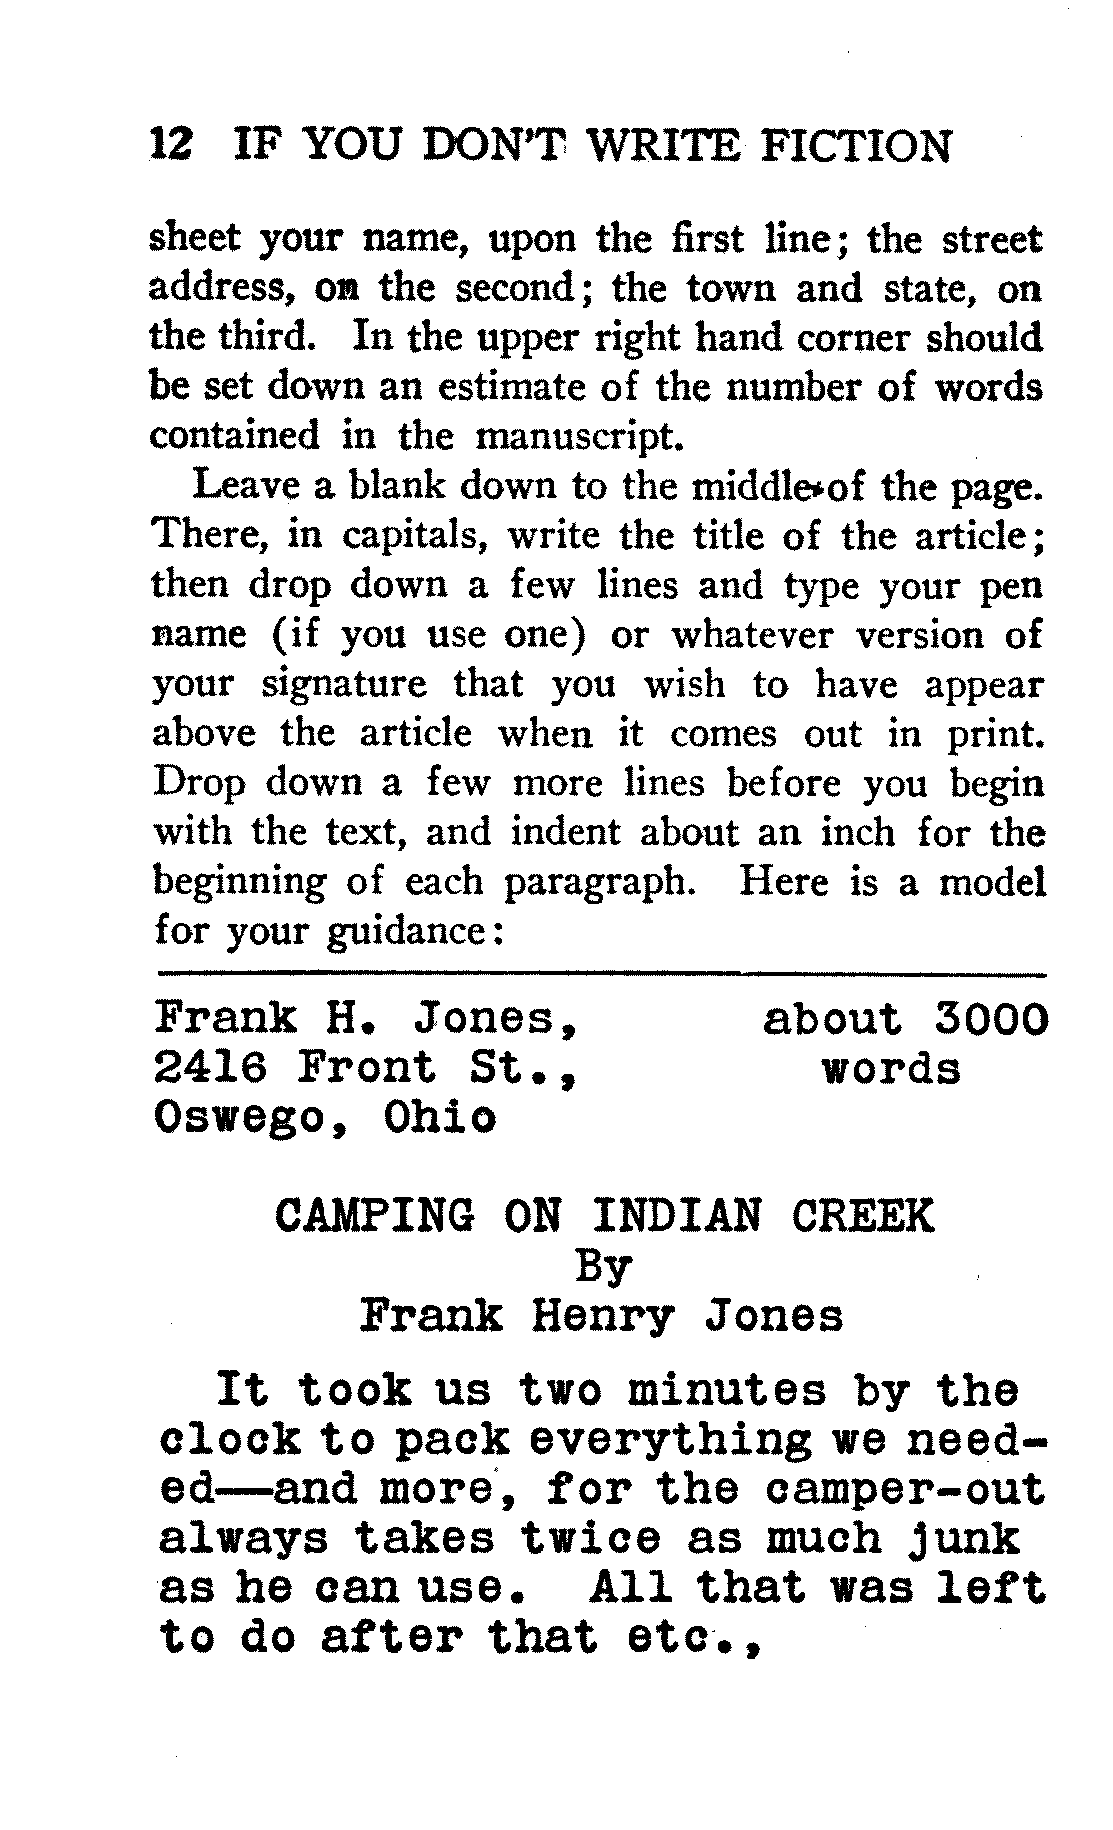 12 IF YOU DON'T WRITE FICTION
sheet your name, upon the first line; the street
address, on the second; the town and state, on
the third. In the upper right hand corner should
be set down an estimate of the number of words
contained in the manuscript.
Leave a blank down to the middle of the page.
There, in capitals, write the title of the article;
then drop down a few lines and type your pen
name (if you use one) or whatever version of
your signature that you wish to have appear
above the article when it comes out in print.
Drop down a few more lines before you begin
with the text, and indent about an inch for the
beginning of each paragraph. Here is a model
for your guidance:
Frank H. Jones, about 3000
2416 Front St., words
Oswego, Ohio
CAMPING ON INDIAN CREEK
By
Frank Henry Jones
It took us two minutes by the
clock to pack everything we need-
ed—and more, for the camper-out
always takes twice as much junk
as he can use. All that was left
to do after that etc.,